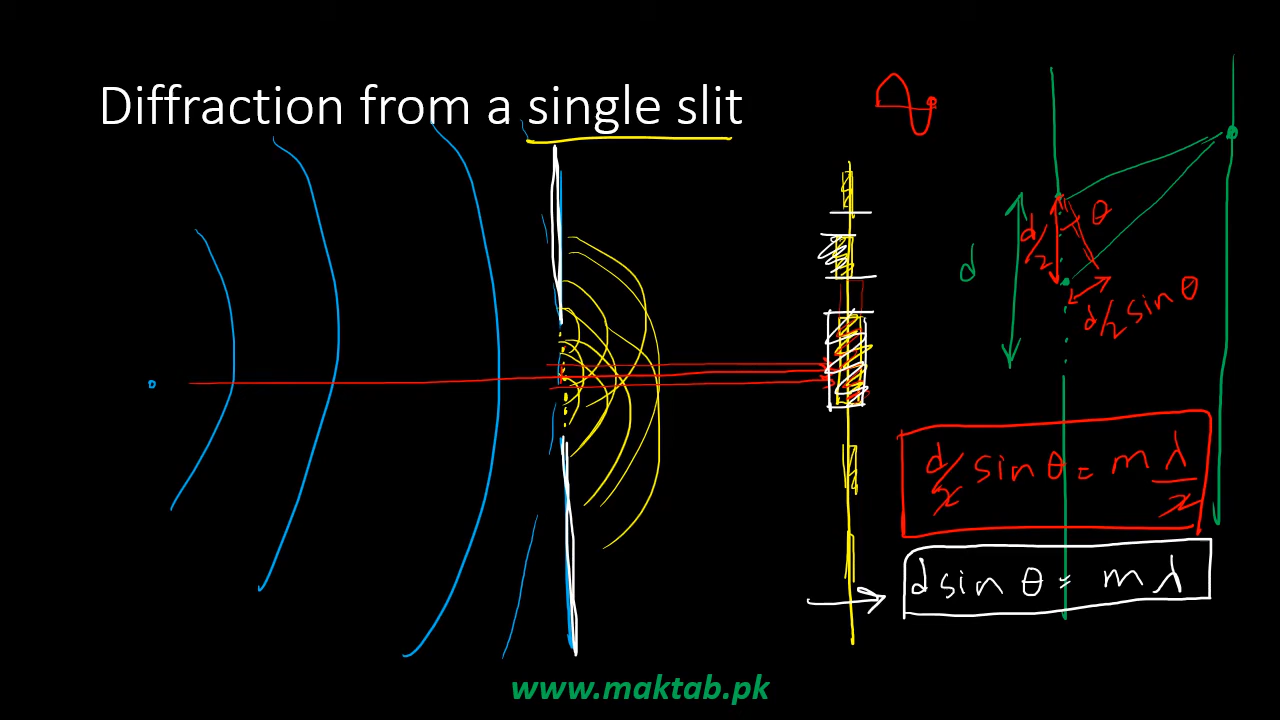 Diffraction from a single slit
θ
d/2
d
d/2 sin θ
d/2 sin θ = m λ/2
d sin θ = m λ
www.maktab.pk